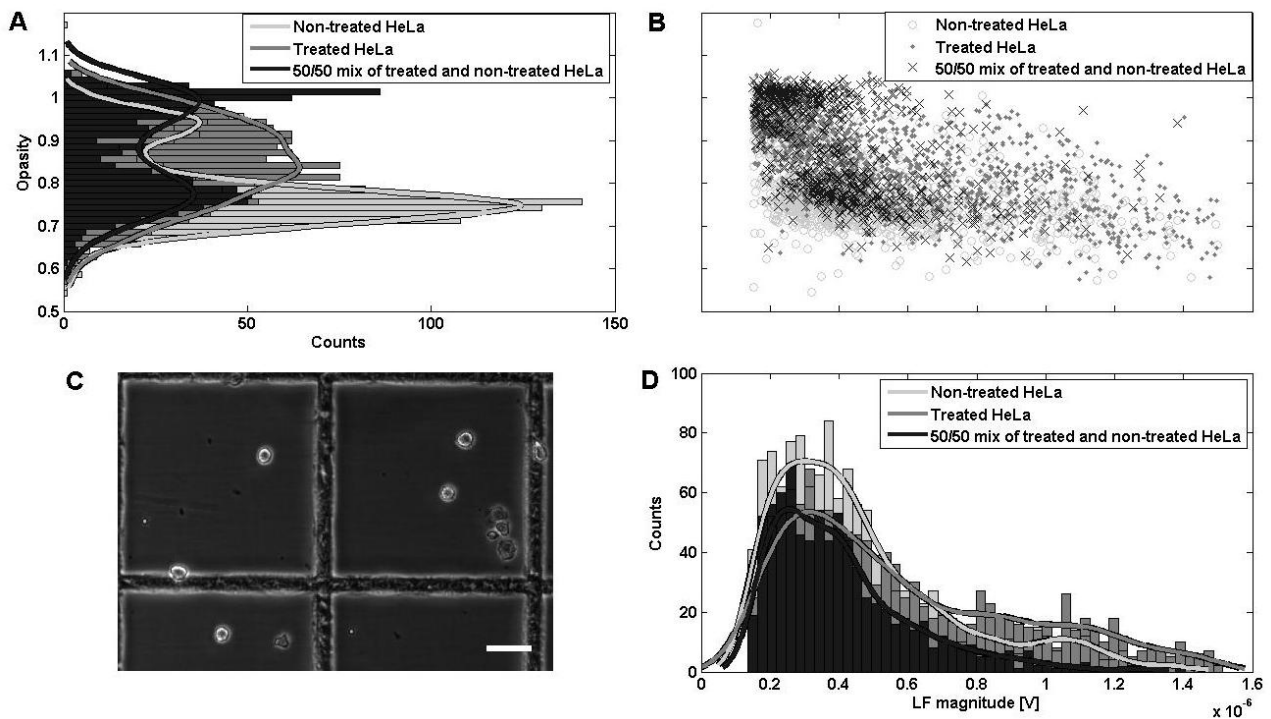 A
Non-treated HeLa
Treated HeLa
50/50 mix of treated and non-treated HeLa
1.1
1
0.9
0.8
0.7
0.6
0.5
Opasity
0
50
100
150
Counts
B
Non-treated HeLa
Treated HeLa
50/50 mix of treated and non-treated HeLa
C
D
Non-treated HeLa
Treated HeLa
50/50 mix of treated and non-treated HeLa
100
80
60
40
20
0
Counts
0
0.2
0.4
0.6
0.8
1
1.2
1.4
1.6
LF magnitude [V]
x 10-6